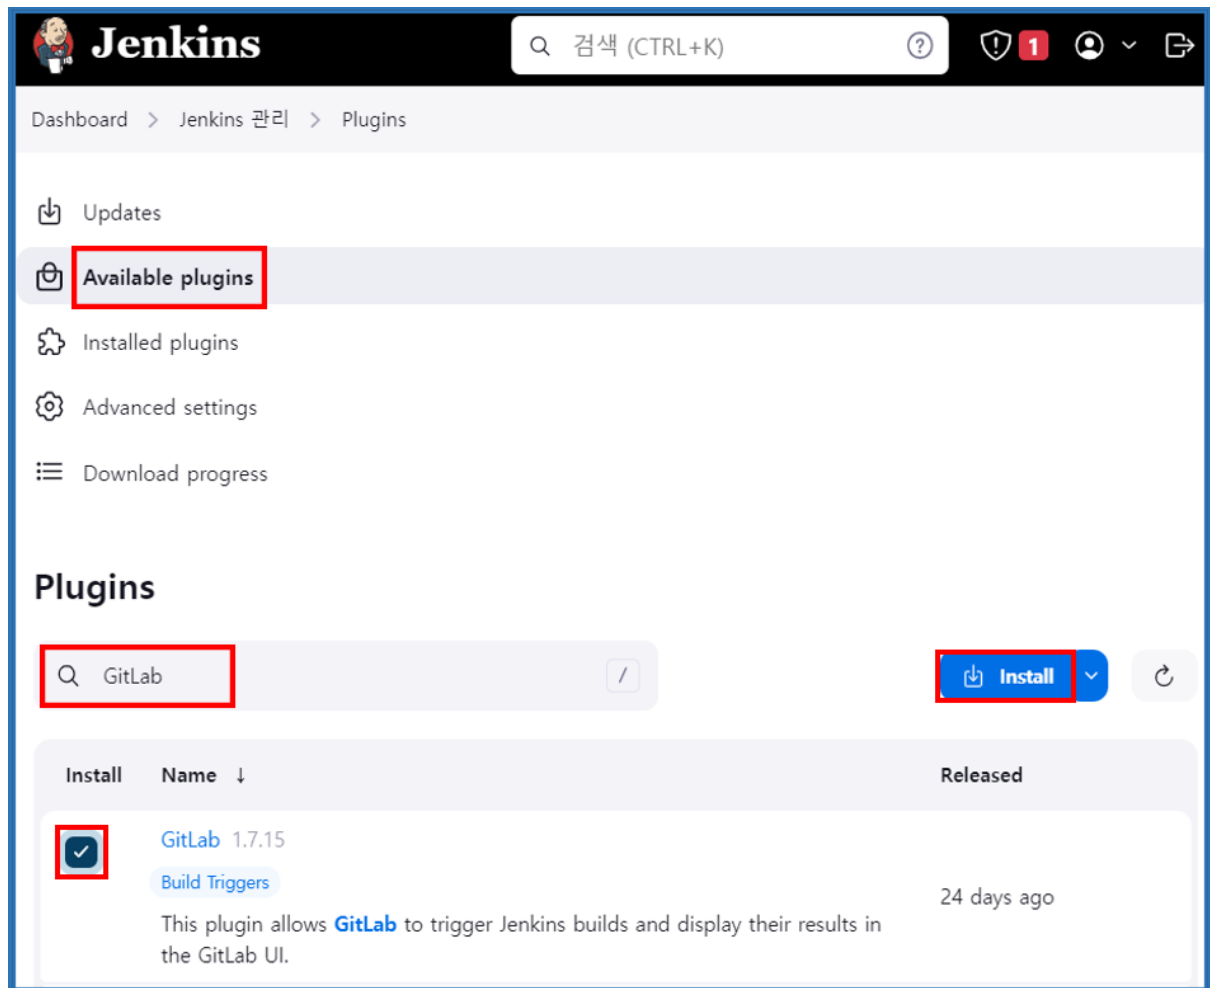 Jenkins
검색 (CTRL+K)
1
Dashboard > Jenkins 관리 > Plugins
Updates
Available plugins
Installed plugins
Advanced settings
Download progress
Plugins
GitLab /
Install
Install Name ↓ Released
GitLab 1.7.15
Build Triggers
24 days ago
This plugin allows GitLab to trigger Jenkins builds and display their results in
the GitLab UI.